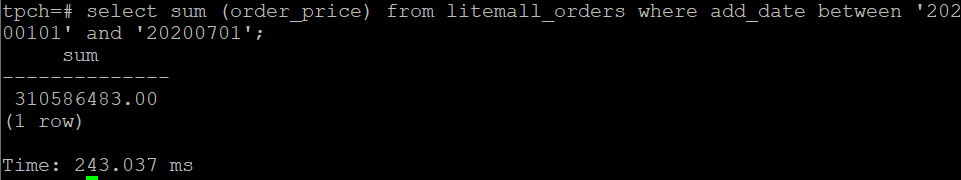 tpch=# select sum (order_price) from litemall_orders where add_date between '202
00101' and '20200701';
sum
--------------
310586483.00
(1 row)
Time: 243.037 ms